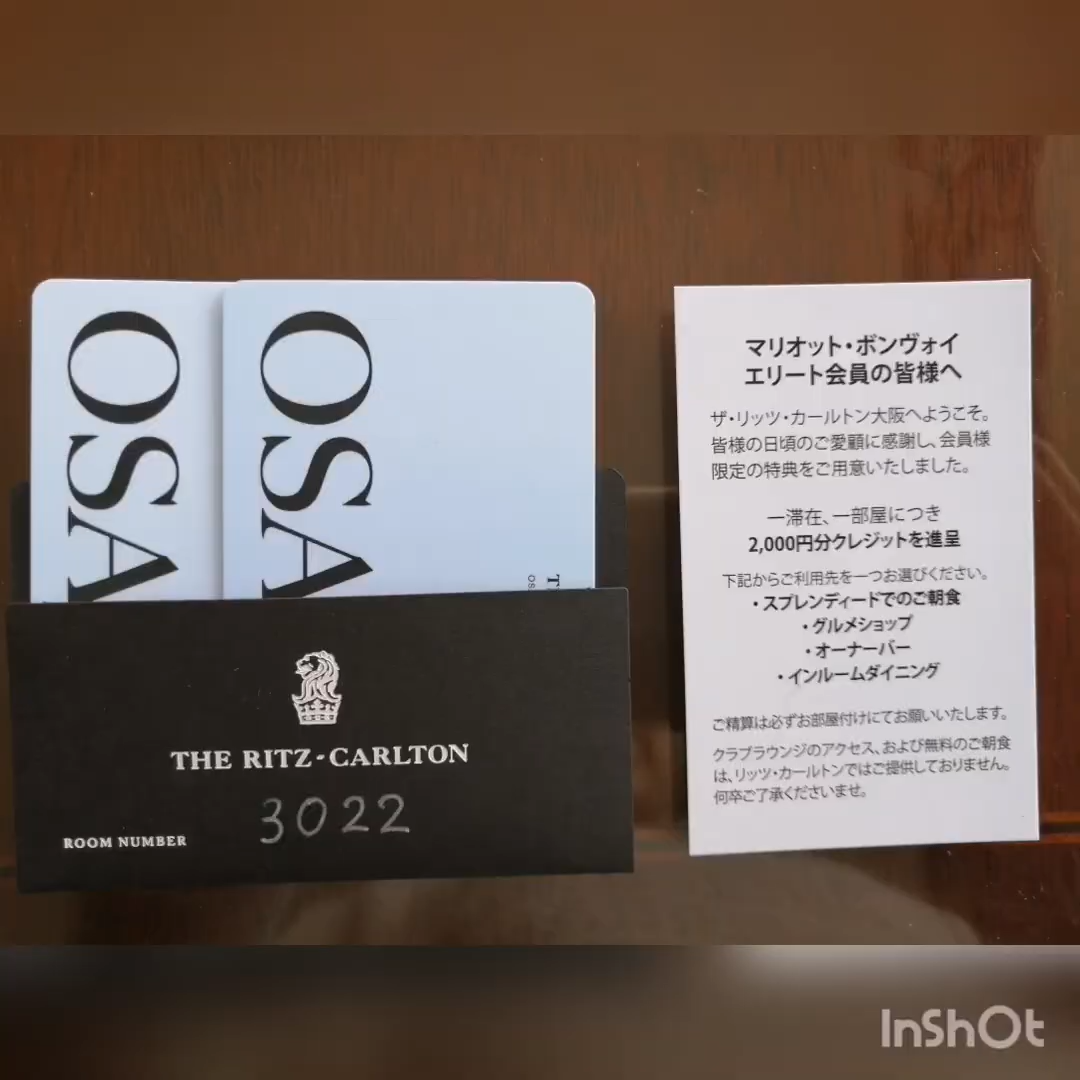 OSA
OSA
THE RITZ-CARLTON
3022
ROOM NUMBER
マリオット・ボンヴォイ
エリート会員の皆様へ
ザ・リッツ・カールトン大阪へようこそ。
皆様の日頃のご愛顧に感謝し、会員様
限定の特典をご用意いたしました。
一滞在、一部屋につき
2,000円分クレジットを進呈
下記からご利用先を一つお選びください。
・スプレンディードでのご朝食
・グルメショップ
・オーナーバー
・インルームダイニング
ご精算は必ずお部屋付けにてお願いいたします。
クラブラウンジのアクセス、および無料のご朝食
は、リッツ・カールトンではご提供しておりません。
何卒ご了承くださいませ。
InShOt